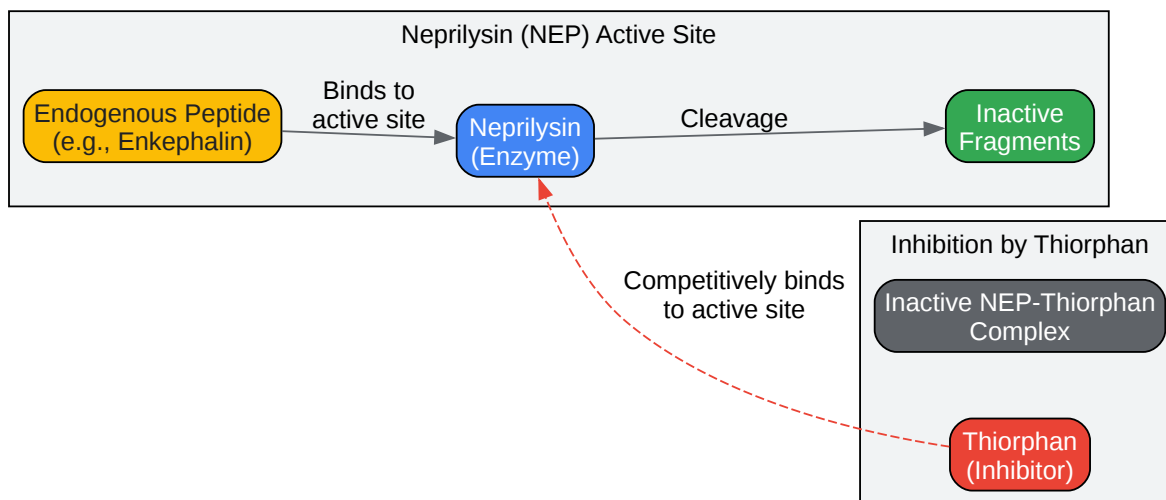 Neprilysin (NEP) Active Site
Endogenous Peptide
(e.g., Enkephalin)
Binds to
active site
Neprilysin
(Enzyme)
Cleavage
Inactive
Fragments
Inhibition by Thiorphan
Inactive NEP-Thiorphan
Complex
Competitively binds
to active site
Thiorphan
(Inhibitor)